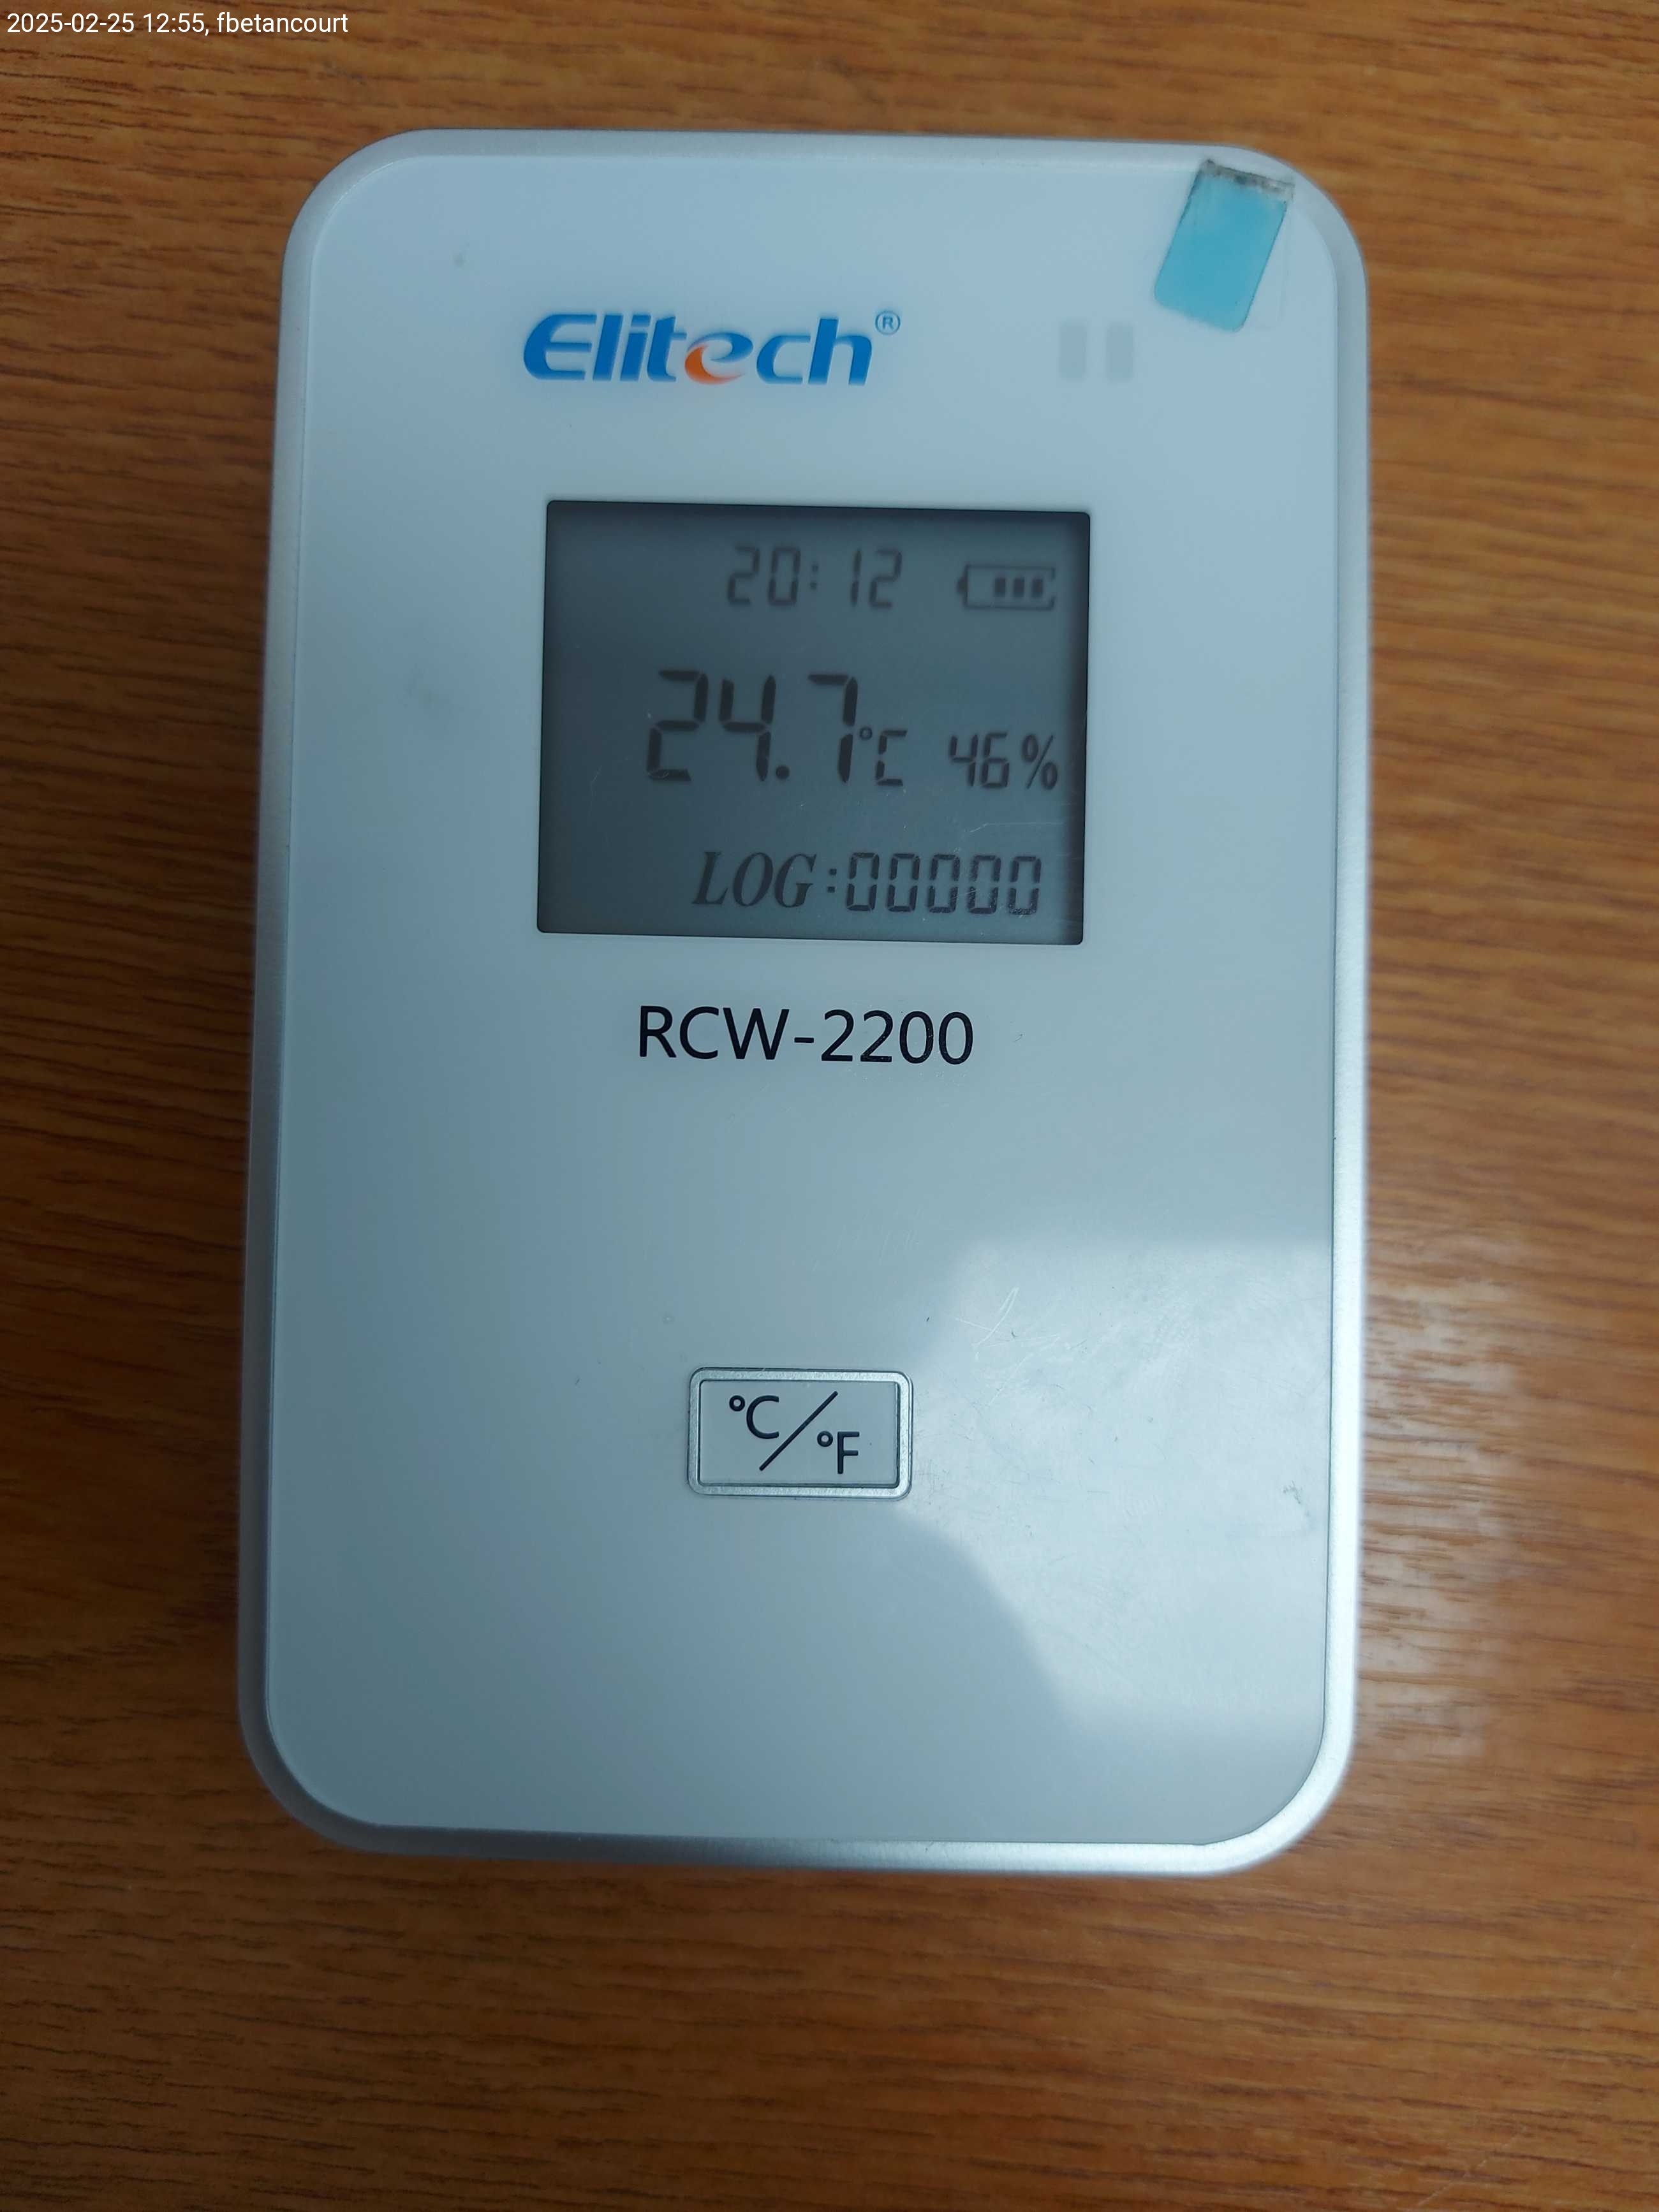 2025-02-25 12:55, fbetancourt
Elitech®
20:12
24.7°C 46%
LOG:00000
RCW-2200
°C/°F